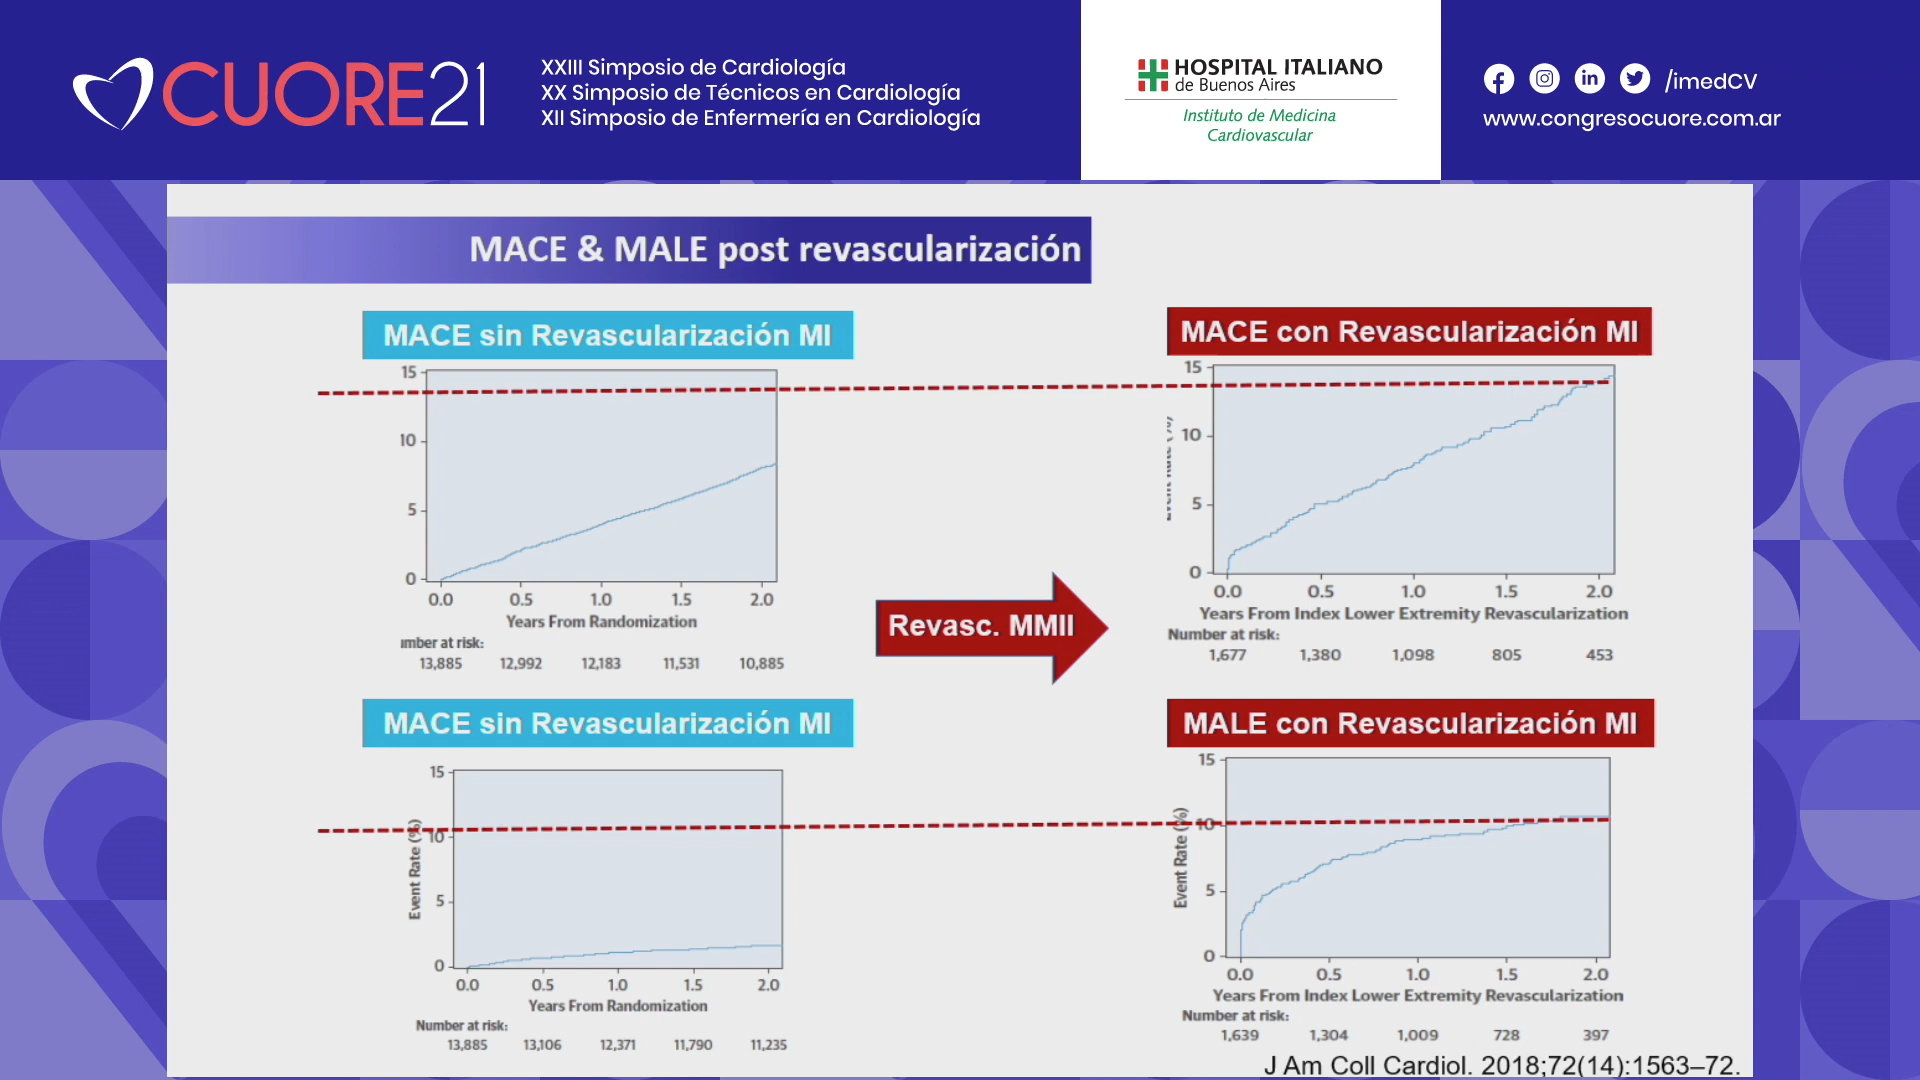 CUORE21
XXIII Simposio de Cardiología
XX Simposio de Técnicos en Cardiología
XII Simposio de Enfermería en Cardiología
HOSPITAL ITALIANO
de Buenos Aires
Instituto de Medicina
Cardiovascular
/imedCV
www.congresocuore.com.ar
MACE & MALE post revascularización
MACE sin Revascularización MI
15
10
5
0
0.0 0.5 1.0 1.5 2.0
Years From Randomization
mber at risk:
13,885 12,992 12,183 11,531 10,885
MACE con Revascularización MI
15
10
5
0
0.0 0.5 1.0 1.5 2.0
Years From Index Lower Extremity Revascularization
Number at risk:
1,677 1,380 1,098 805 453
Revasc. MMII
MACE sin Revascularización MI
Event Rate (%)
15
10
5
0
0.0 0.5 1.0 1.5 2.0
Years From Randomization
Number at risk:
13,885 13,106 12,371 11,790 11,235
MALE con Revascularización MI
Event Rate (%)
15
10
5
0
0.0 0.5 1.0 1.5 2.0
Years From Index Lower Extremity Revascularization
Number at risk:
1,639 1,304 1,009 728 397
J Am Coll Cardiol. 2018;72(14):1563–72.